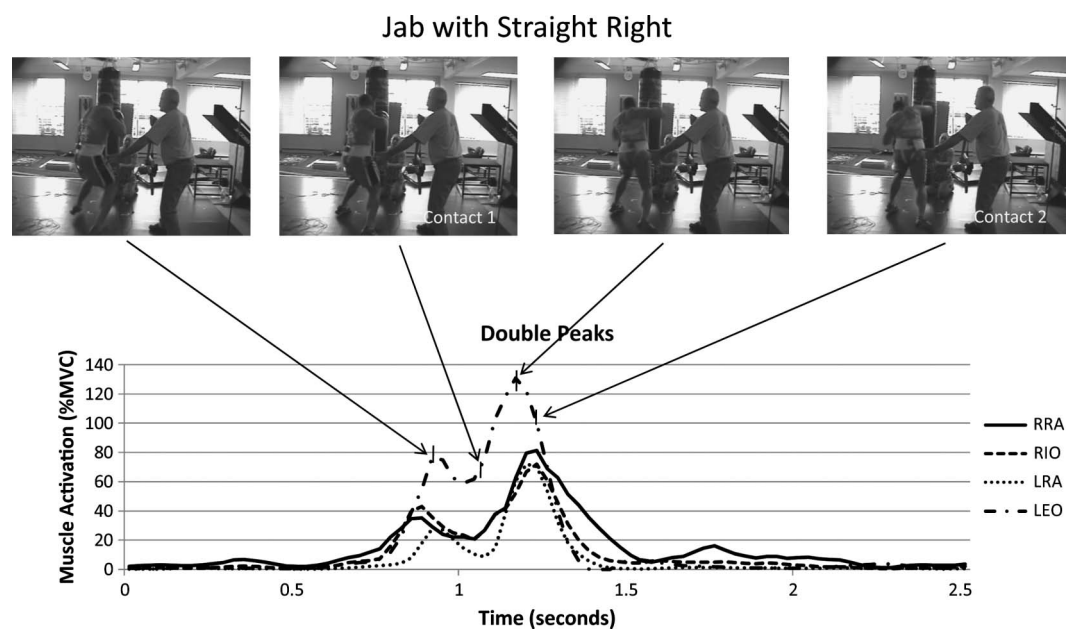 Jab with Straight Right
Contact 1
Contact 2
Double Peaks
Muscle Activation (%MVC)
140
120
100
80
60
40
20
0
0
0.5
1
1.5
2
2.5
Time (seconds)
RRA
RIO
LRA
LEO